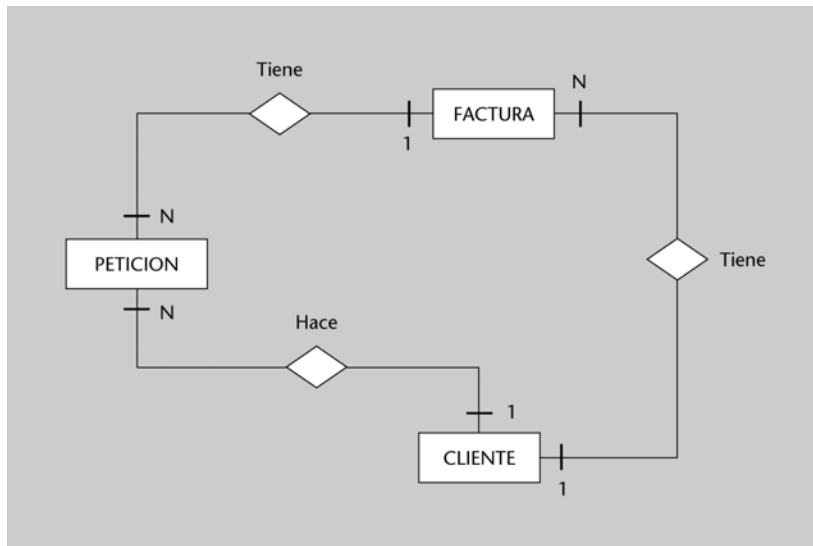 Tiene
N
FACTURA
1
N
PETICION
Tiene
N
Hace
1
CLIENTE
1